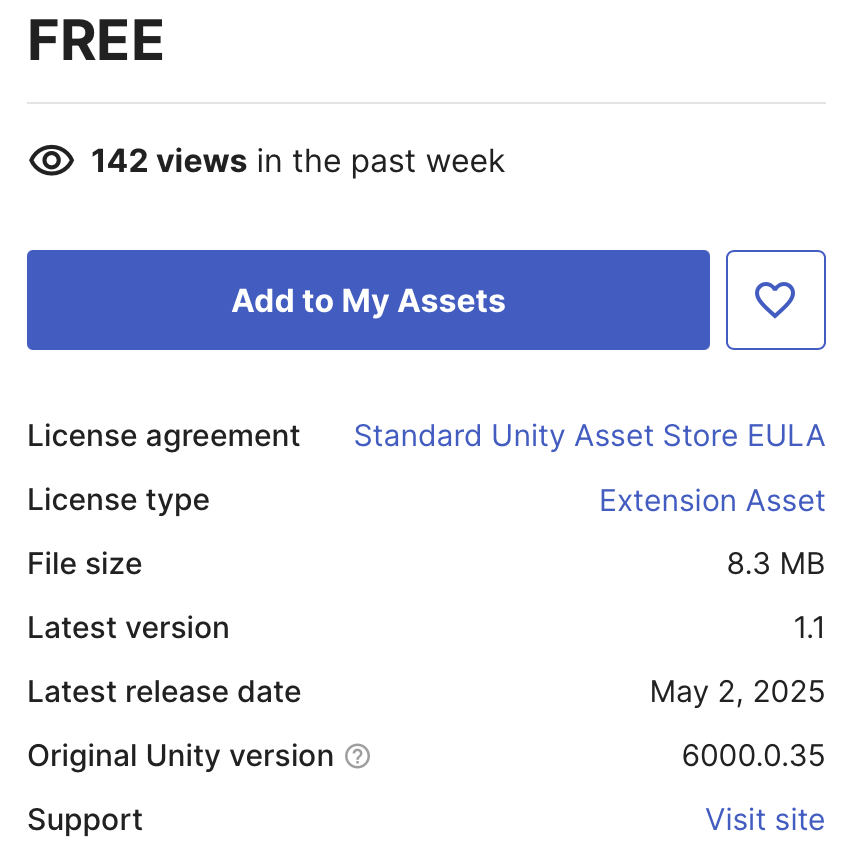 FREE
142 views in the past week
Add to My Assets
License agreement Standard Unity Asset Store EULA
License type Extension Asset
File size 8.3 MB
Latest version 1.1
Latest release date May 2, 2025
Original Unity version ? 6000.0.35
Support Visit site